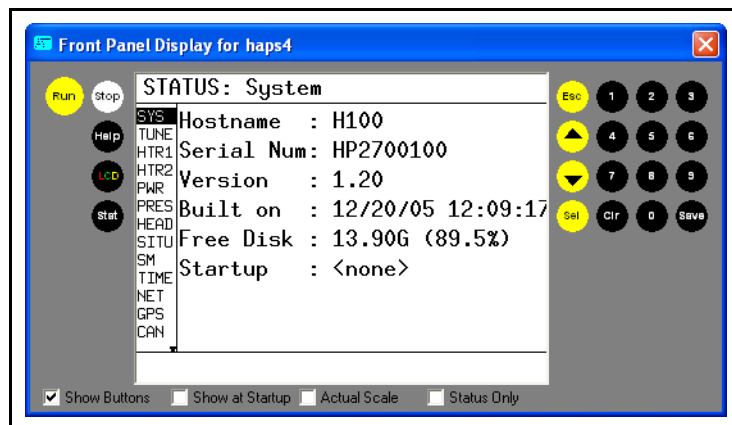 Front Panel Display for haps4
Run Stop
Help
LCD
Stat
STATUS: System
SYS
TUNE
HTR1
HTR2
PWR
PRES
HEAD
SITU
SM
TIME
NET
GPS
CAN
Hostname : H100
Serial Num: HP2700100
Version : 1.20
Built on : 12/20/05 12:09:17
Free Disk : 13.90G (89.5%)
Startup : <none>
Esc 1 2 3
4 5 6
7 8 9
Sel Clr 0 Save
Show Buttons Show at Startup Actual Scale Status Only